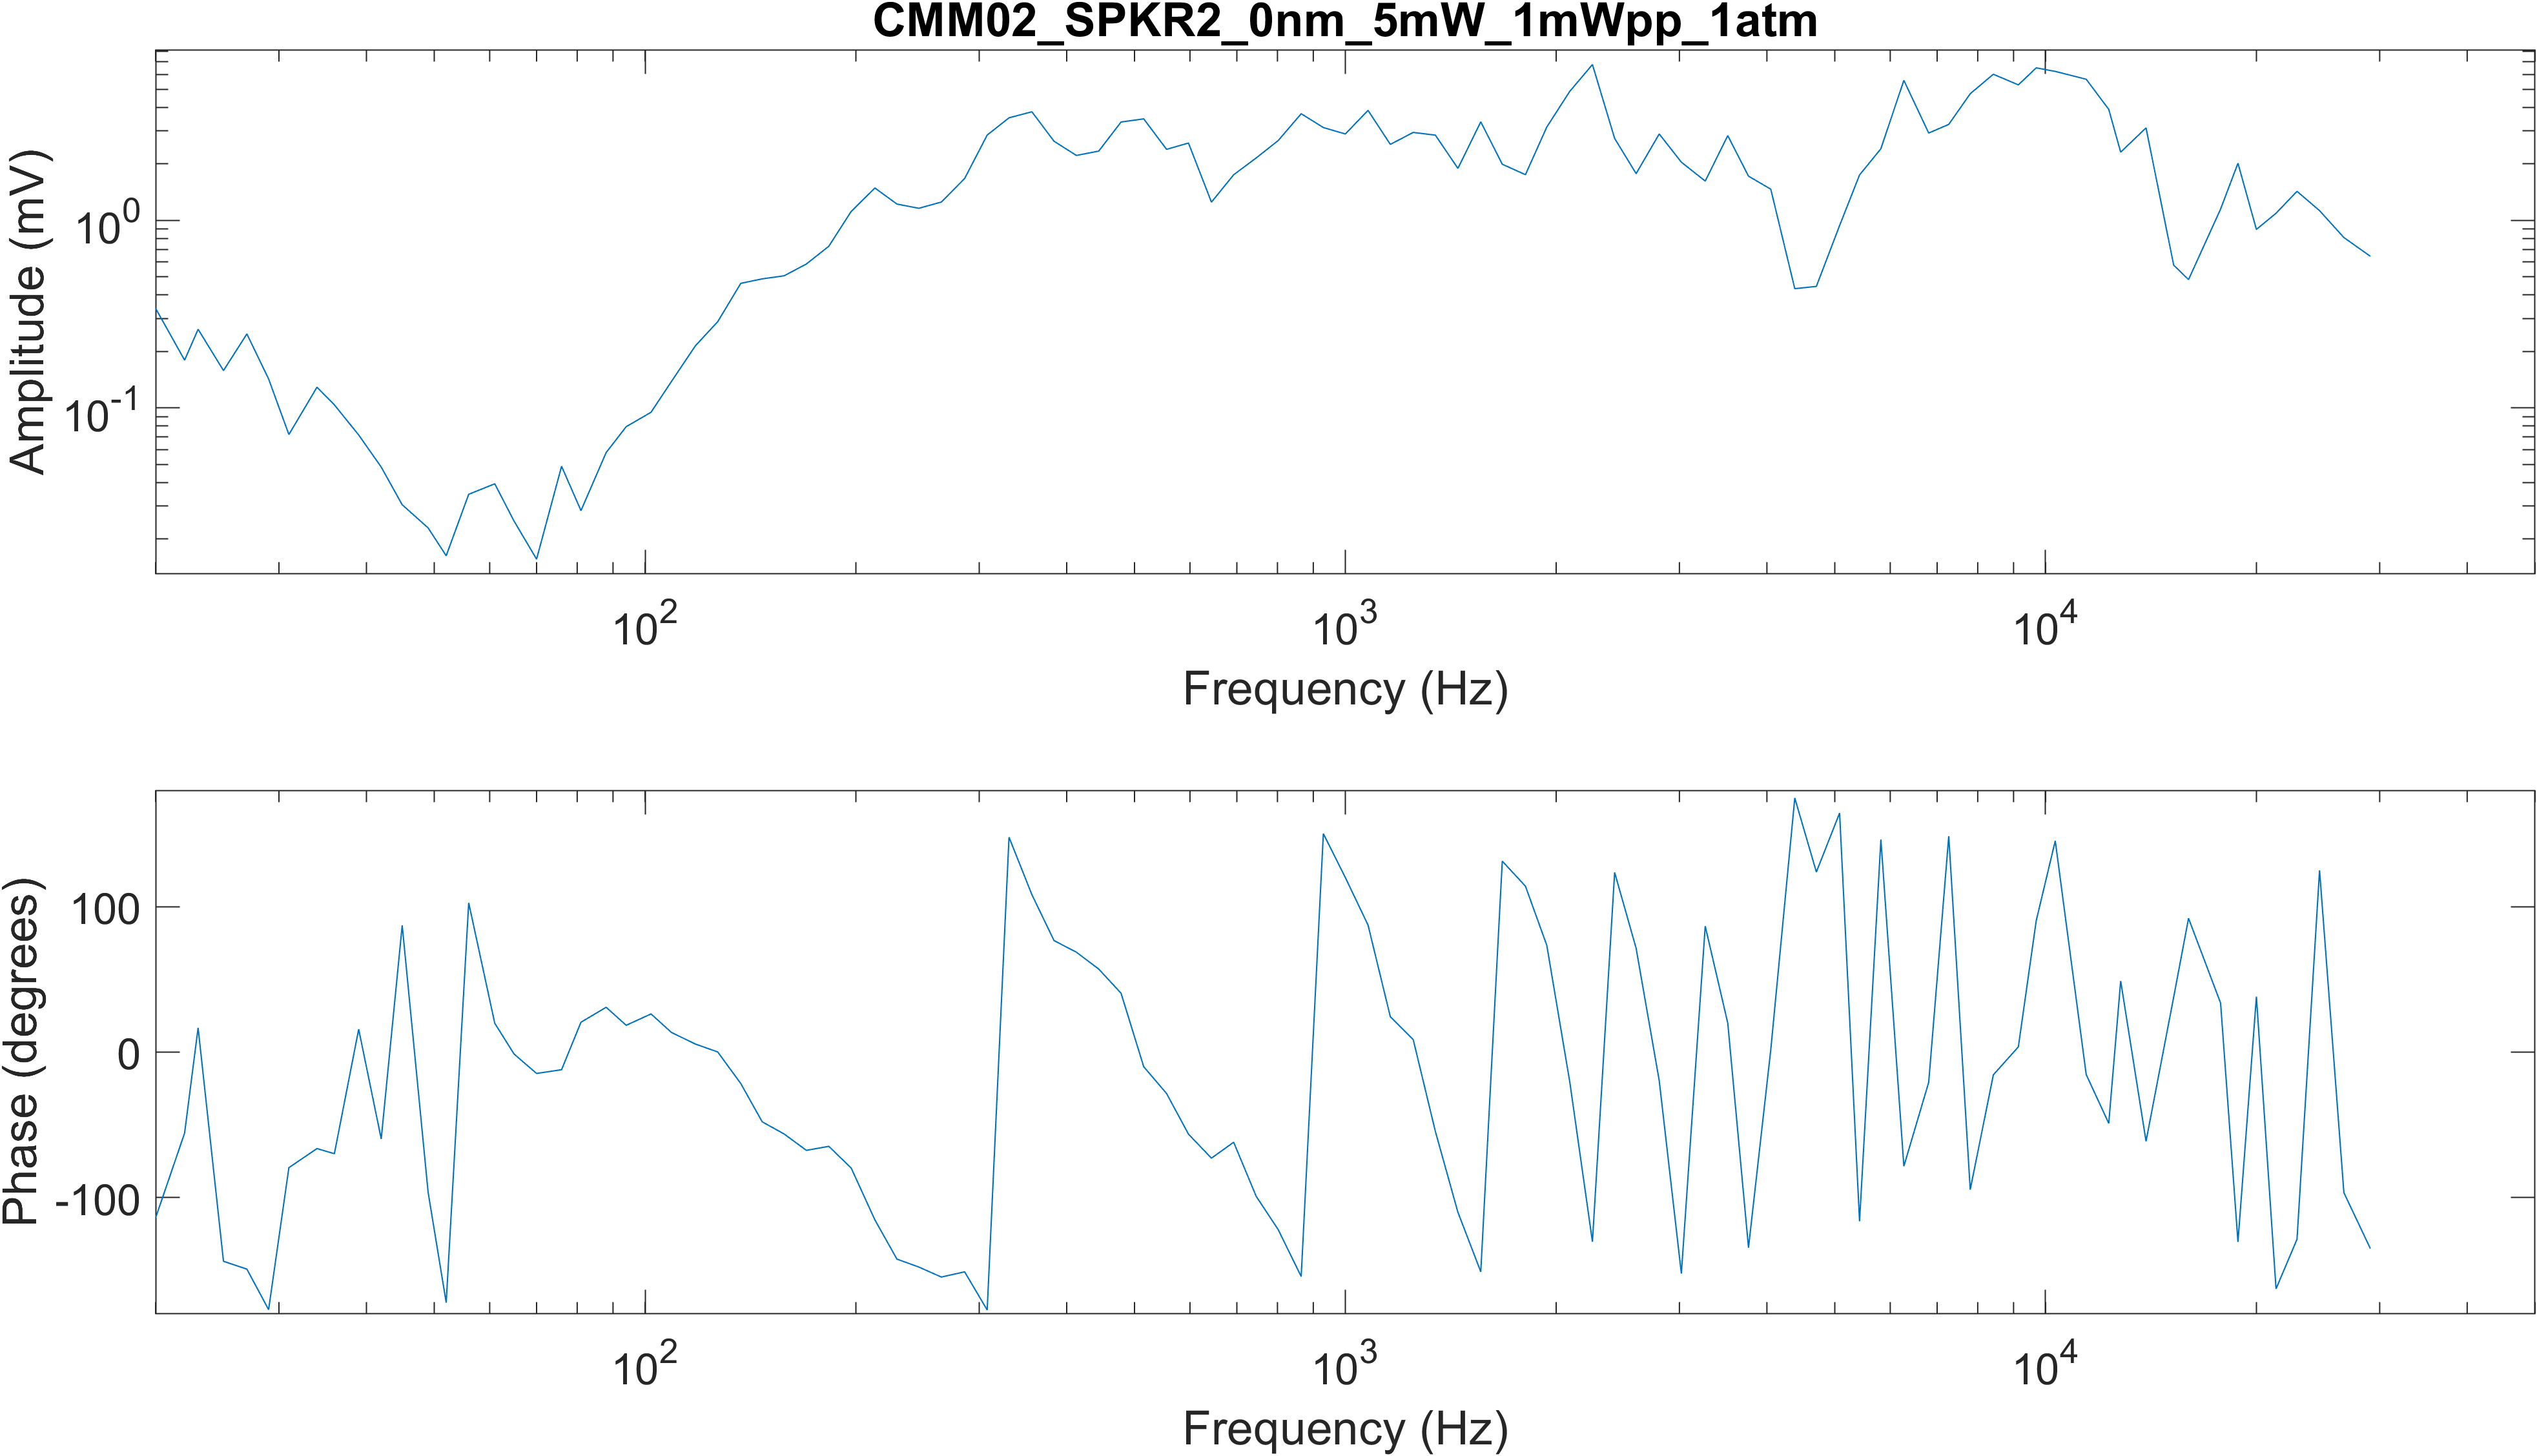 CMM02_SPKR2_0nm_5mW_1mWpp_1atm
Amplitude (mV)
10^0
10^-1
10^2
10^3
10^4
Frequency (Hz)
Phase (degrees)
100
0
-100
10^2
10^3
10^4
Frequency (Hz)